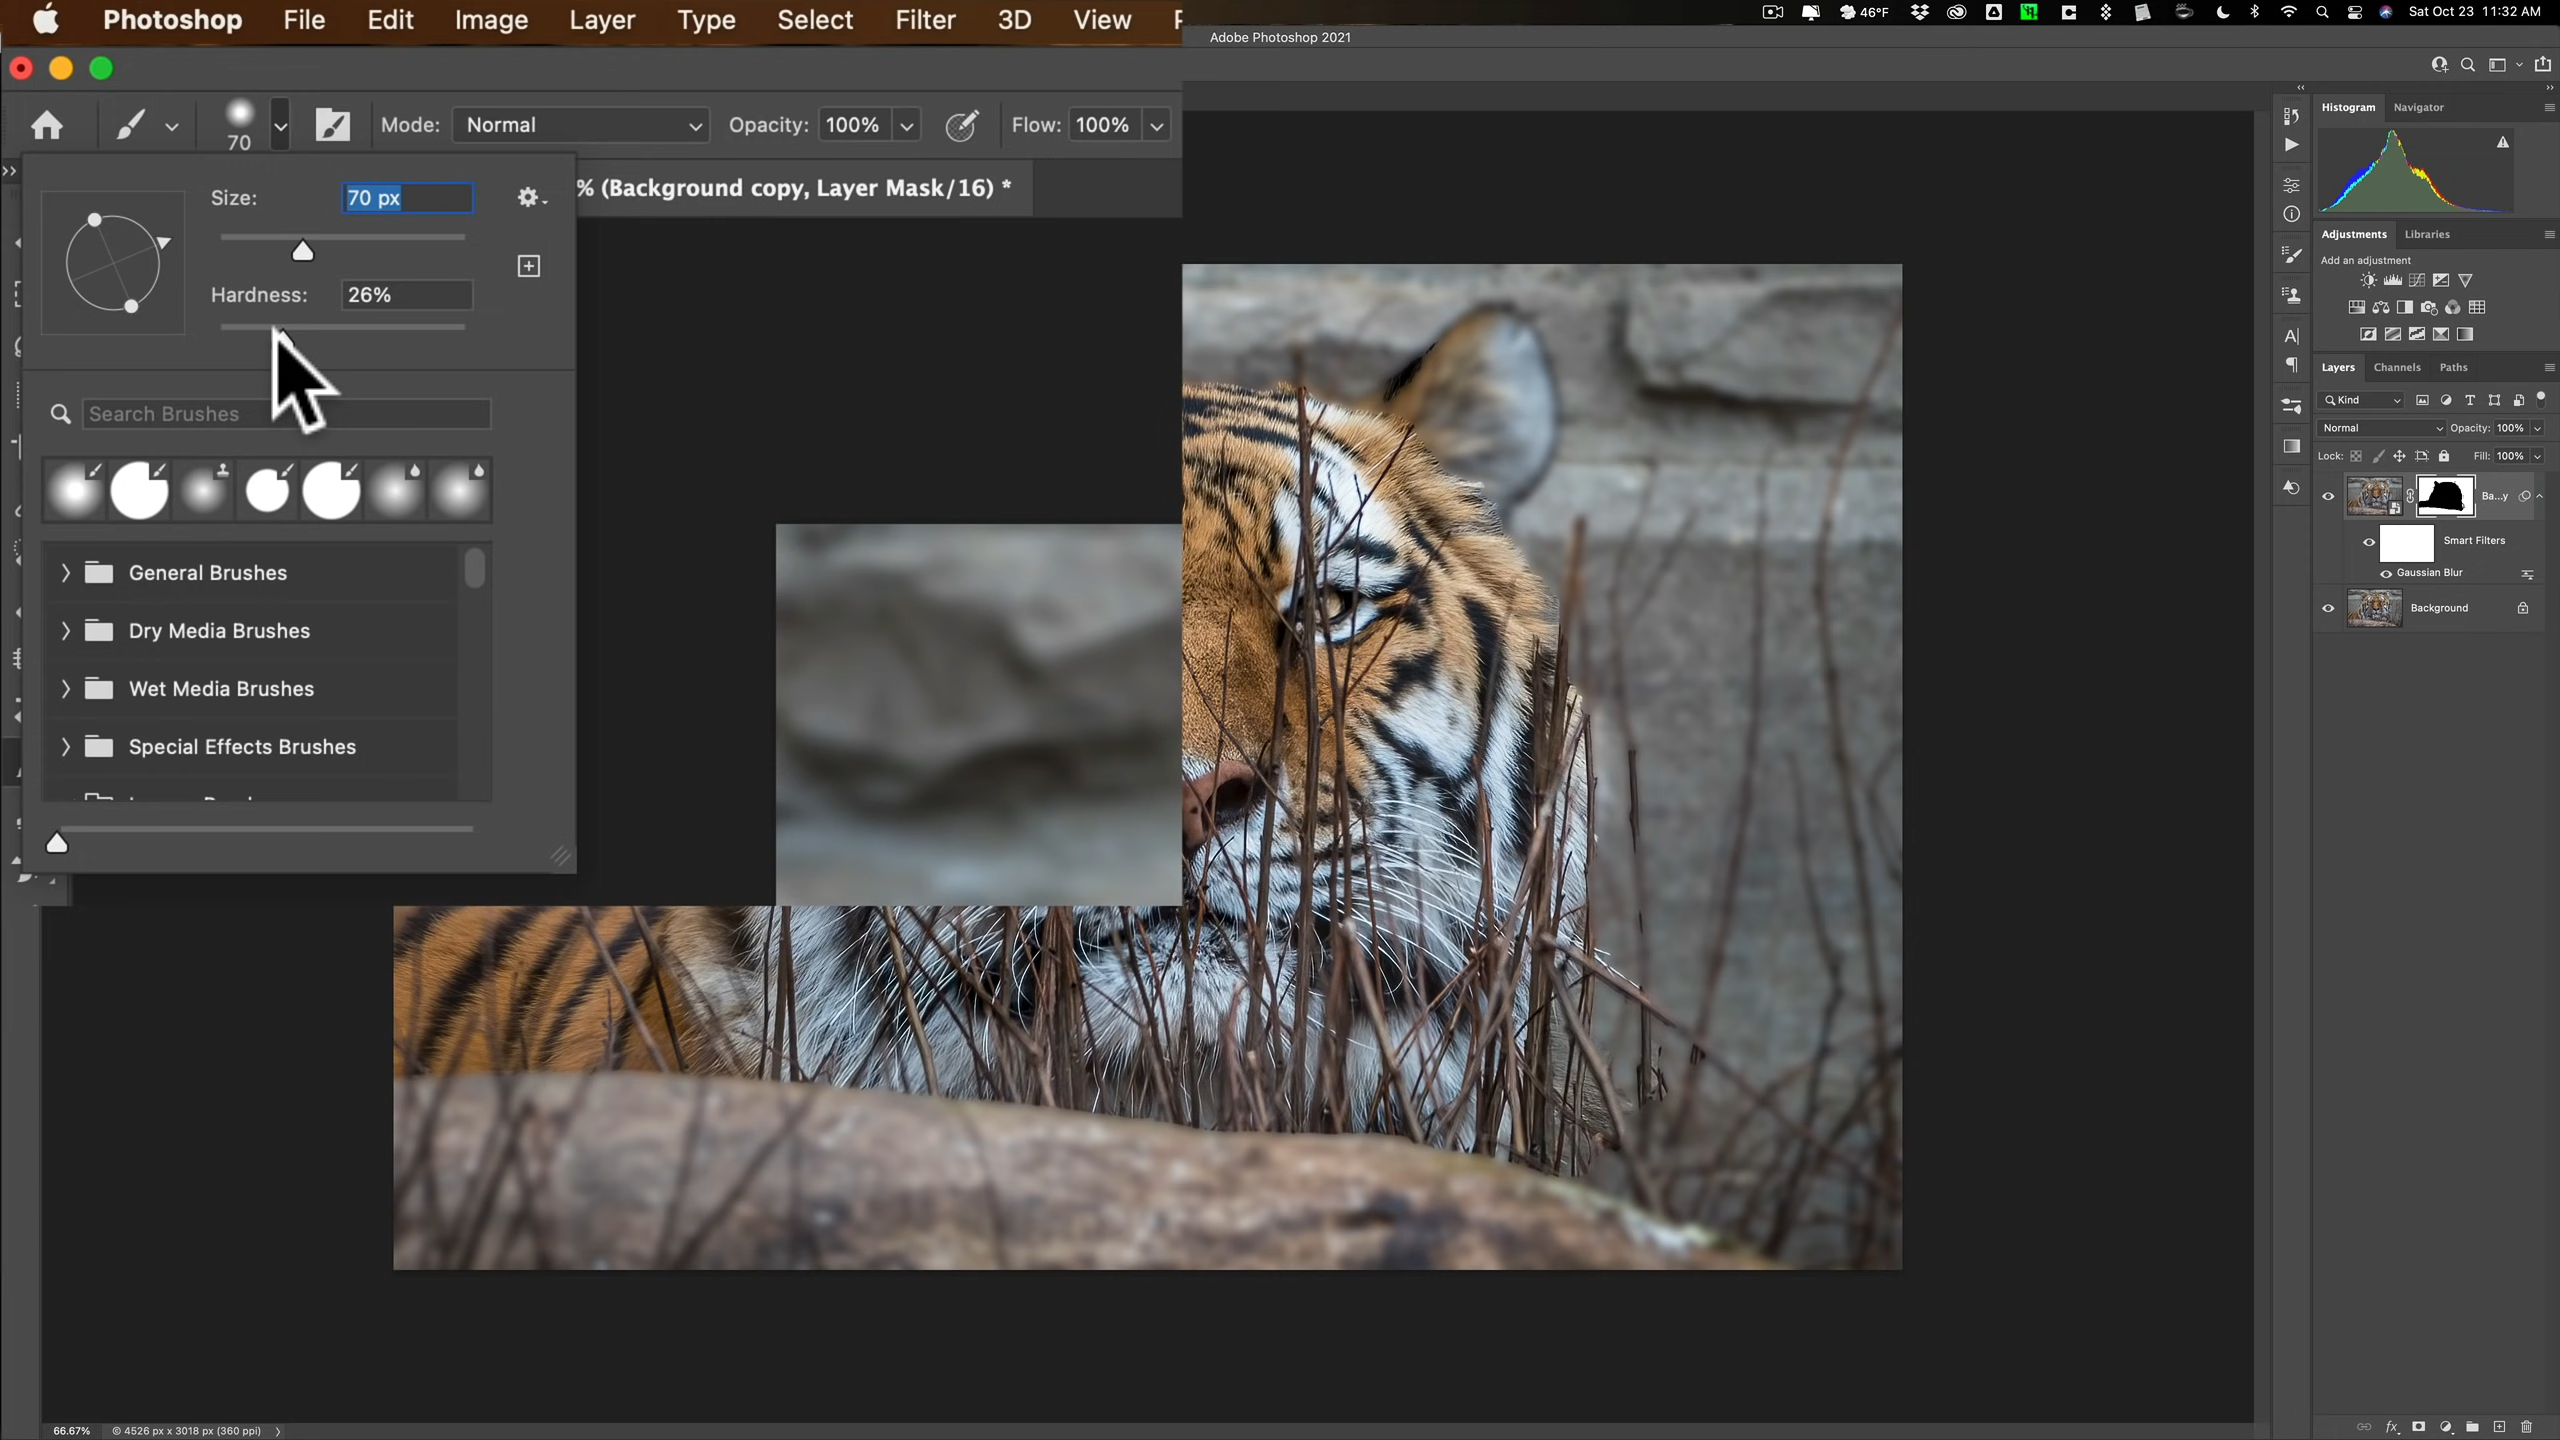 Photoshop File Edit Image Layer Type Select Filter 3D View
46°F Sat Oct 23 11:32 AM
Adobe Photoshop 2021
70 Mode: Normal Opacity: 100% Flow: 100%
% (Background copy, Layer Mask/16) *
Size: 70 px
Hardness: 26%
Search Brushes
General Brushes
Dry Media Brushes
Wet Media Brushes
Special Effects Brushes
Histogram Navigator
Adjustments Libraries
Add an adjustment
Layers Channels Paths
Kind
Normal Opacity: 100%
Lock: Fill: 100%
Ba...y
Smart Filters
Gaussian Blur
Background
66.67% 4526 px x 3018 px (360 ppi)